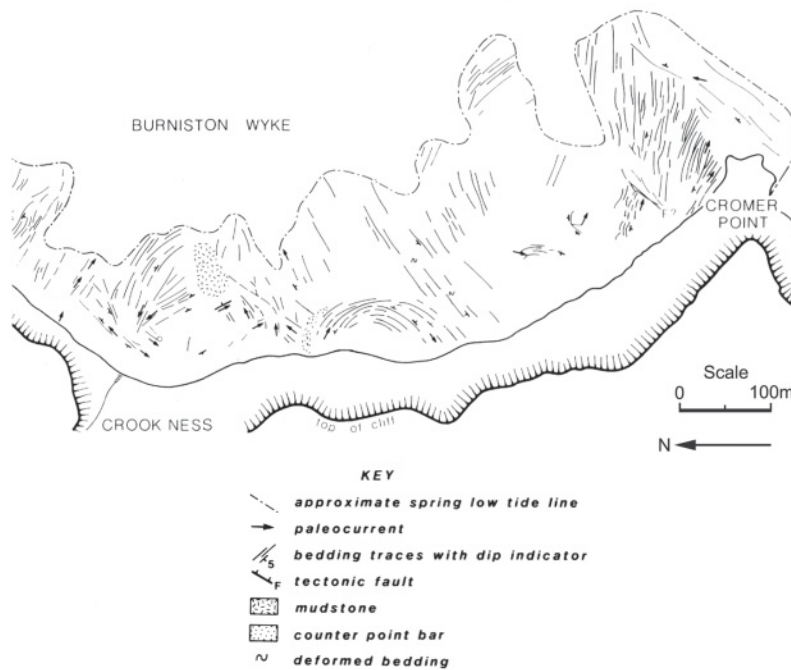 BURNISTON WYKE
F?
CROMER
POINT
Scale
0 100m
N
CROOK NESS
top of cliff
KEY
approximate spring low tide line
paleocurrent
bedding traces with dip indicator
5
tectonic fault
F
mudstone
counter point bar
deformed bedding